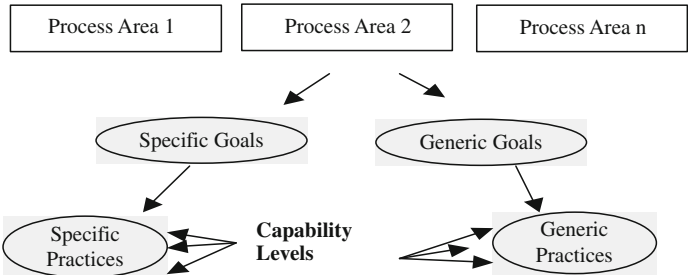 Process Area 1
Process Area 2
Process Area n
Specific Goals
Generic Goals
Specific
Practices
Capability
Levels
Generic
Practices